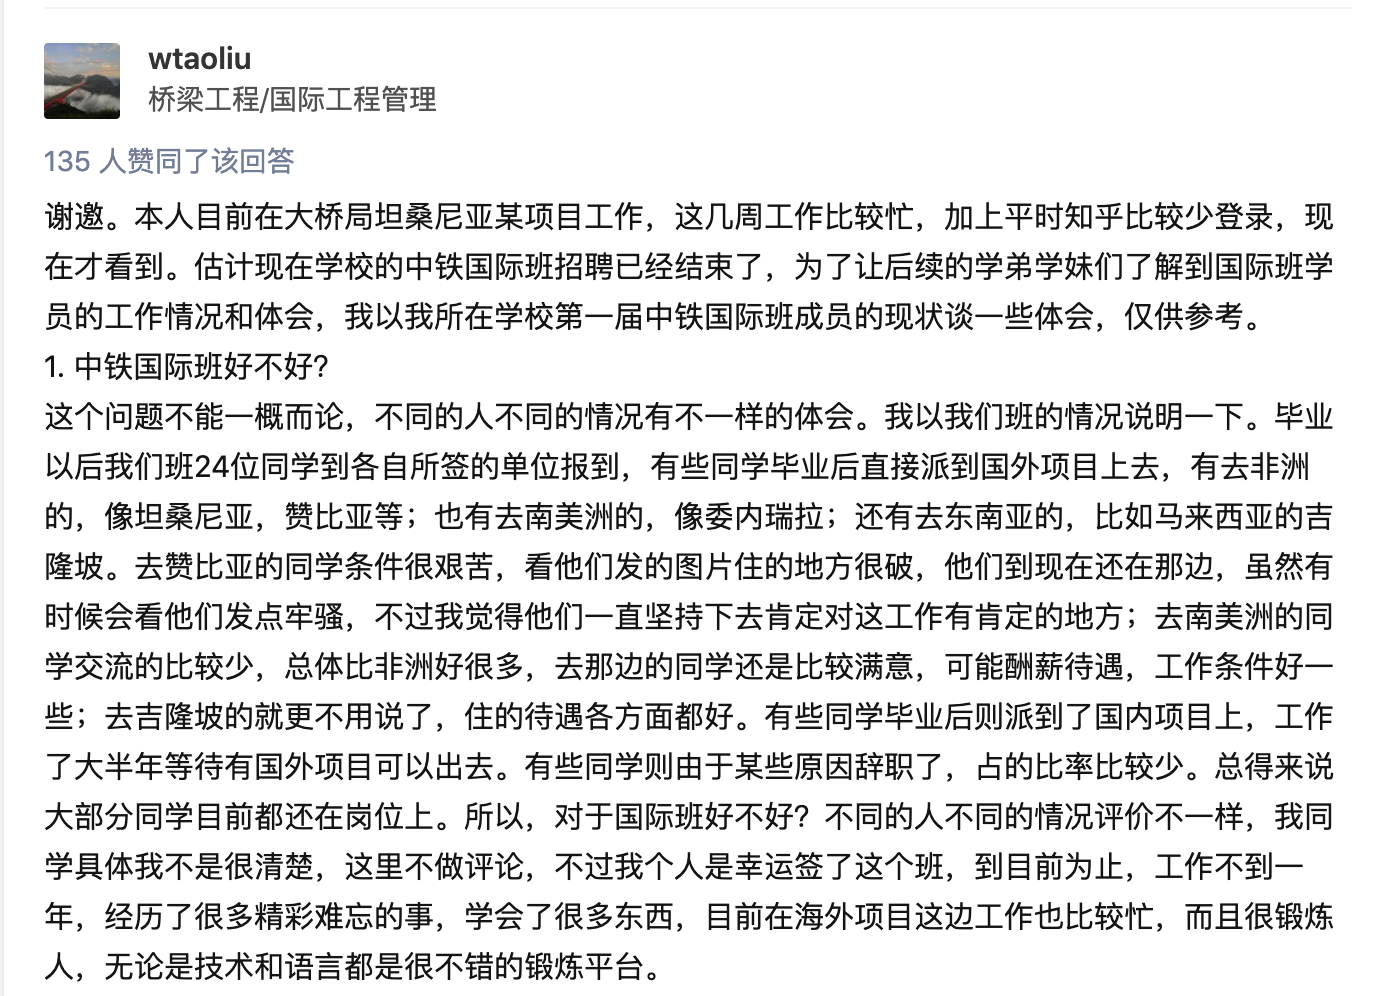 wtaoliu
桥梁工程/国际工程管理
135 人赞同了该回答
谢邀。本人目前在大桥局坦桑尼亚某项目工作，这几周工作比较忙，加上平时知乎比较少登录，现
在才看到。估计现在学校的中铁国际班招聘已经结束了，为了让后续的学弟学妹们了解到国际班学
员的工作情况和体会，我以我所在学校第一届中铁国际班成员的现状谈一些体会，仅供参考。
1. 中铁国际班好不好?
这个问题不能一概而论，不同的人不同的情况有不一样的体会。我以我们班的情况说明一下。毕业
以后我们班24位同学到各自所签的单位报到，有些同学毕业后直接派到国外项目上去，有去非洲
的，像坦桑尼亚，赞比亚等；也有去南美洲的，像委内瑞拉；还有去东南亚的，比如马来西亚的吉
隆坡。去赞比亚的同学条件很艰苦，看他们发的图片住的地方很破，他们到现在还在那边，虽然有
时候会看他们发点牢骚，不过我觉得他们一直坚持下去肯定对这工作有肯定的地方；去南美洲的同
学交流的比较少，总体比非洲好很多，去那边的同学还是比较满意，可能酬薪待遇，工作条件好一
些；去吉隆坡的就更不用说了，住的待遇各方面都好。有些同学毕业后则派到了国内项目上，工作
了大半年等待有国外项目可以出去。有些同学则由于某些原因辞职了，占的比率比较少。总得来说
大部分同学目前都还在岗位上。所以，对于国际班好不好？不同的人不同的情况评价不一样，我同
学具体我不是很清楚，这里不做评论，不过我个人是幸运签了这个班，到目前为止，工作不到一
年，经历了很多精彩难忘的事，学会了很多东西，目前在海外项目这边工作也比较忙，而且很锻炼
人，无论是技术和语言都是很不错的锻炼平台。